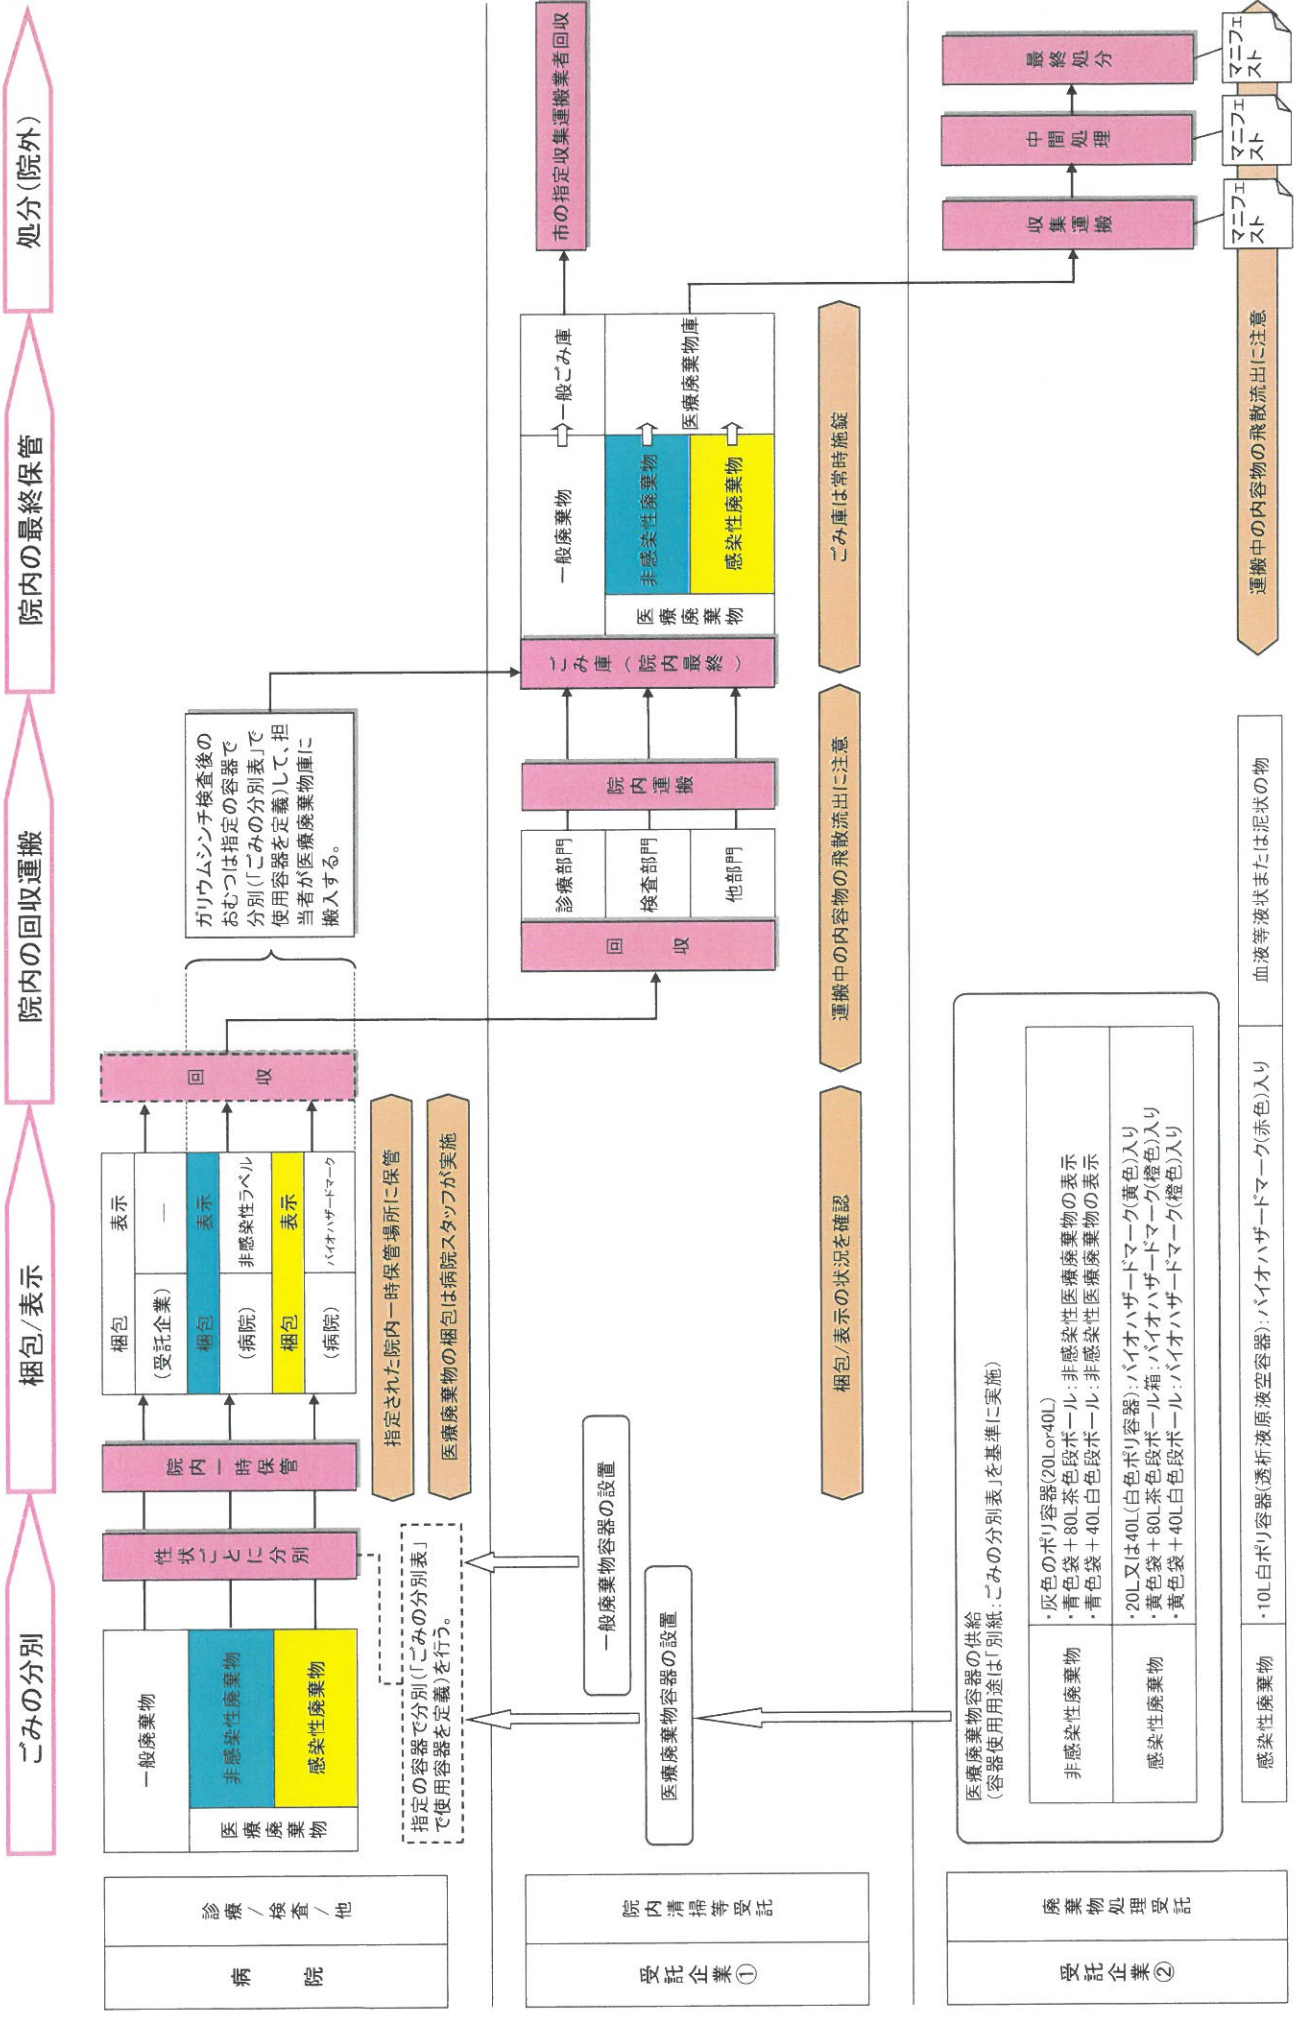 ごみの分別
梱包/表示
院内の回収運搬
院内の最終保管
処分(院外)
病院
診療/検査/他
一般廃棄物
医療廃棄物
非感染性廃棄物
感染性廃棄物
性状ごとに分別
院内一時保管
梱包 表示
(受託企業) ―
梱包 表示
(病院) 非感染性ラベル
梱包 表示
(病院) バイオハザードマーク
回収
ガリウムシンチ検査後の
おむつは指定の容器で
分別(「ごみの分別表」で
使用容器を定義)して、担
当者が医療廃棄物庫に
搬入する。
指定された院内一時保管場所に保管
医療廃棄物の梱包は病院スタッフが実施
指定の容器で分別(「ごみの分別表」
で使用容器を定義)を行う。
受託企業①
院内清掃等受託
一般廃棄物容器の設置
医療廃棄物容器の設置
回収
診療部門
検査部門
他部門
院内運搬
ごみ庫(院内最終)
一般廃棄物
一般ごみ庫
医療廃棄物
非感染性廃棄物
感染性廃棄物
医療廃棄物庫
市の指定収集運搬業者回収
梱包/表示の状況を確認
運搬中の内容物の飛散流出に注意
ごみ庫は常時施錠
受託企業②
廃棄物処理受託
医療廃棄物容器の供給
(容器使用用途は「別紙:ごみの分別表」を基準に実施)
非感染性廃棄物
・灰色のポリ容器(20Lor40L)
・青色袋+80L茶色段ボール:非感染性医療廃棄物の表示
・青色袋+40L白色段ボール:非感染性医療廃棄物の表示
感染性廃棄物
・20L又は40L(白色ポリ容器):バイオハザードマーク(黄色)入り
・黄色袋+80L茶色段ボール箱:バイオハザードマーク(橙色)入り
・黄色袋+40L白色段ボール:バイオハザードマーク(橙色)入り
感染性廃棄物
・10L白ポリ容器(透析液原液空容器):バイオハザードマーク(赤色)入り
血液等液状または泥状の物
収集運搬
中間処理
最終処分
マニフェ
スト
マニフェ
スト
マニフェ
スト
運搬中の内容物の飛散流出に注意